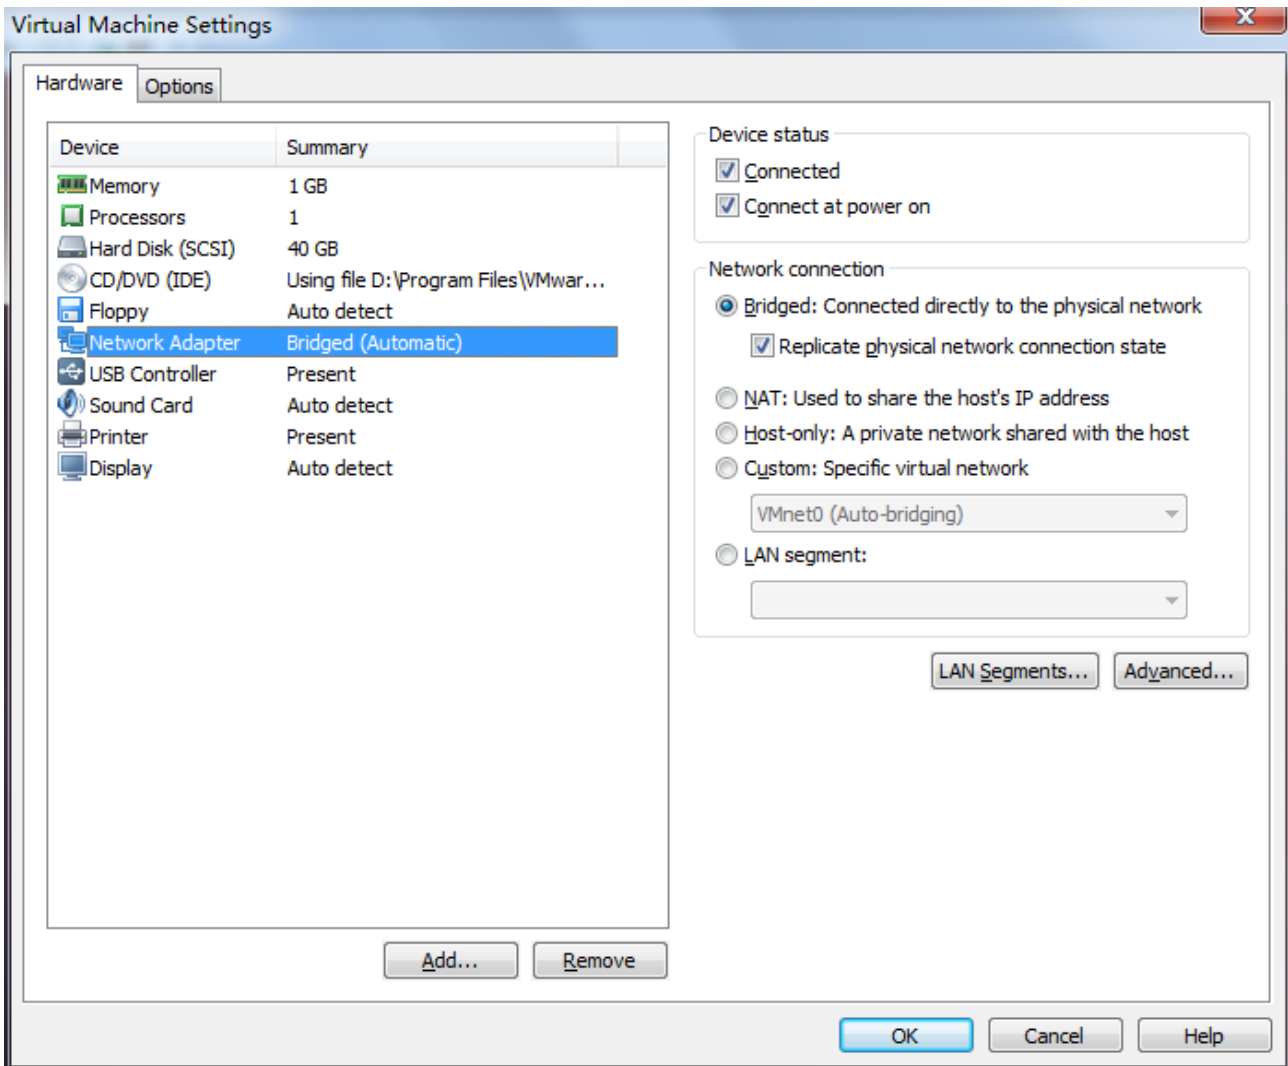 Virtual Machine Settings
Hardware
Options
Device Summary
Memory 1 GB
Processors 1
Hard Disk (SCSI) 40 GB
CD/DVD (IDE) Using file D:\Program Files\VMwar...
Floppy Auto detect
Network Adapter Bridged (Automatic)
USB Controller Present
Sound Card Auto detect
Printer Present
Display Auto detect
Add...
Remove
Device status
Connected
Connect at power on
Network connection
Bridged: Connected directly to the physical network
Replicate physical network connection state
NAT: Used to share the host's IP address
Host-only: A private network shared with the host
Custom: Specific virtual network
VMnet0 (Auto-bridging)
LAN segment:
LAN Segments...
Advanced...
OK
Cancel
Help